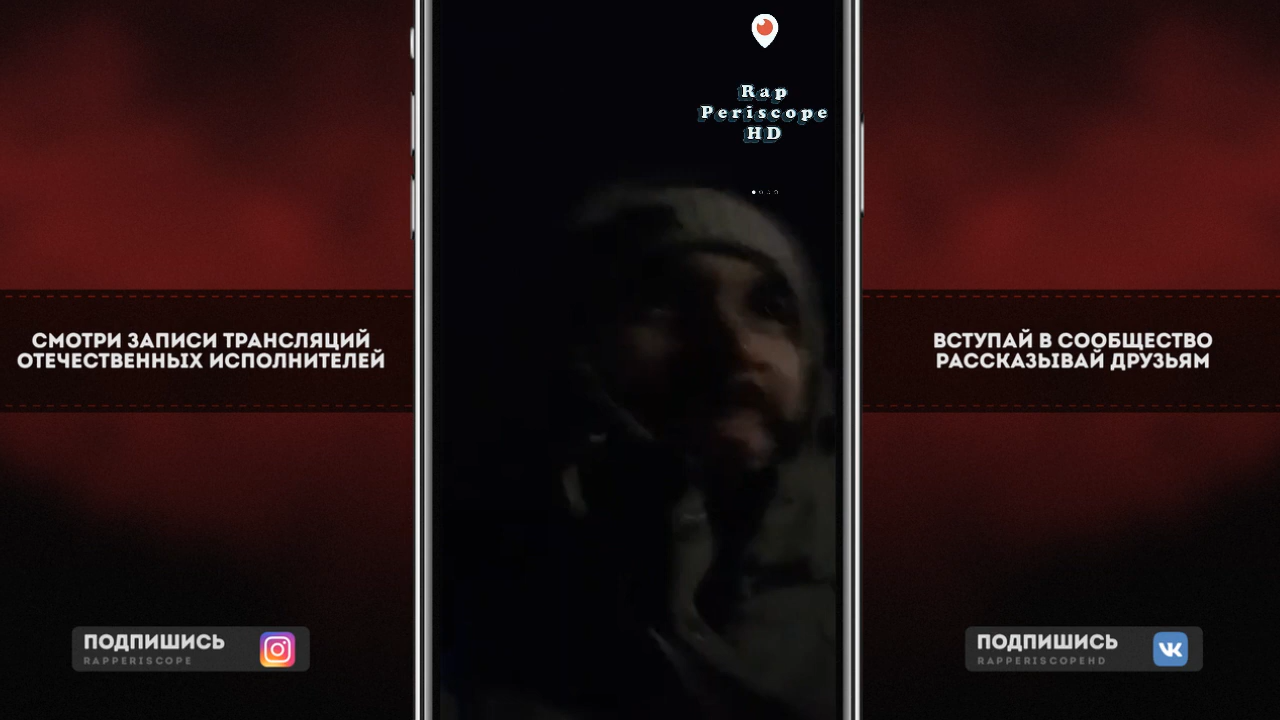 Rap
Periscope
HD
СМОТРИ ЗАПИСИ ТРАНСЛЯЦИЙ
ОТЕЧЕСТВЕННЫХ ИСПОЛНИТЕЛЕЙ
ВСТУПАЙ В СООБЩЕСТВО
РАССКАЗЫВАЙ ДРУЗЬЯМ
ПОДПИШИСЬ
RAPPERISCOPE
ПОДПИШИСЬ
RAPPERISCOPEHD